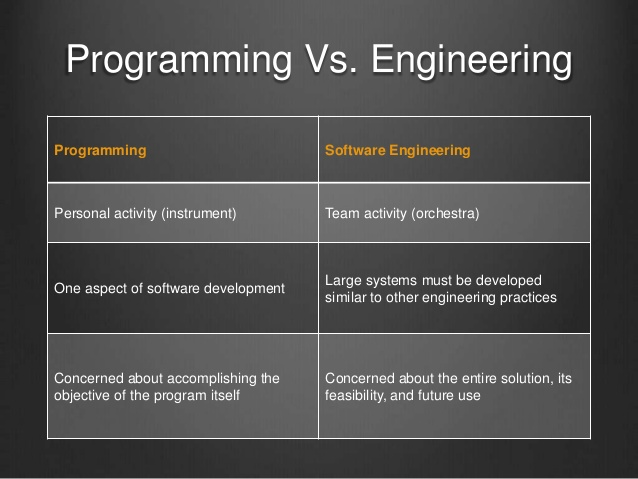 Programming Vs. Engineering
Programming
Software Engineering
Personal activity (instrument)
Team activity (orchestra)
One aspect of software development
Large systems must be developed
similar to other engineering practices
Concerned about accomplishing the
objective of the program itself
Concerned about the entire solution, its
feasibility, and future use